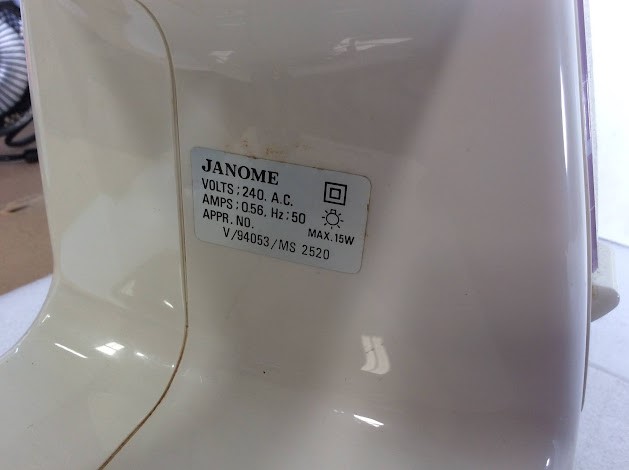 JANOME
VOLTS : 240. A.C.
AMPS : 0.56, Hz : 50
APPR. NO.
MAX. 15W
V/94053/MS 2520